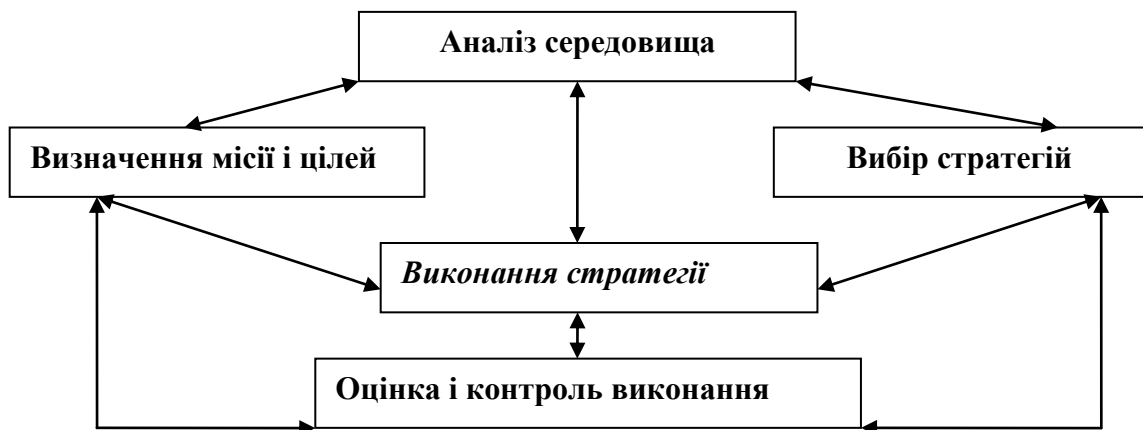 Аналіз середовища
Визначення місії і цілей
Вибір стратегій
Виконання стратегії
Оцінка і контроль виконання